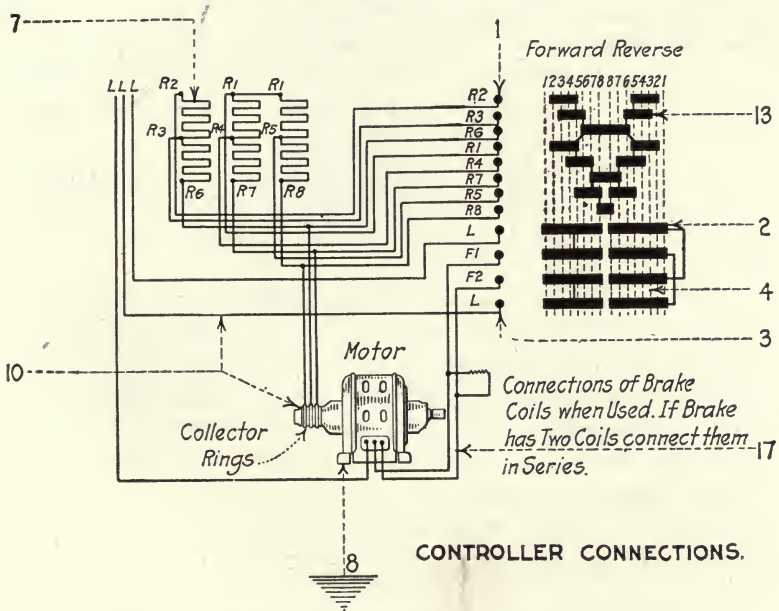 7
1
Forward Reverse
LLL R2 R1 R1
12345678 87654321
R2
13
R3
R3 R4 R5
R6
R1
R4
R6 R7 R8
R7
R5
R8
L
2
F1
F2
4
L
3
Motor
10
Connections of Brake
Coils when Used. If Brake
has Two Coils connect them
in Series.
Collector
Rings
17
8
CONTROLLER CONNECTIONS.